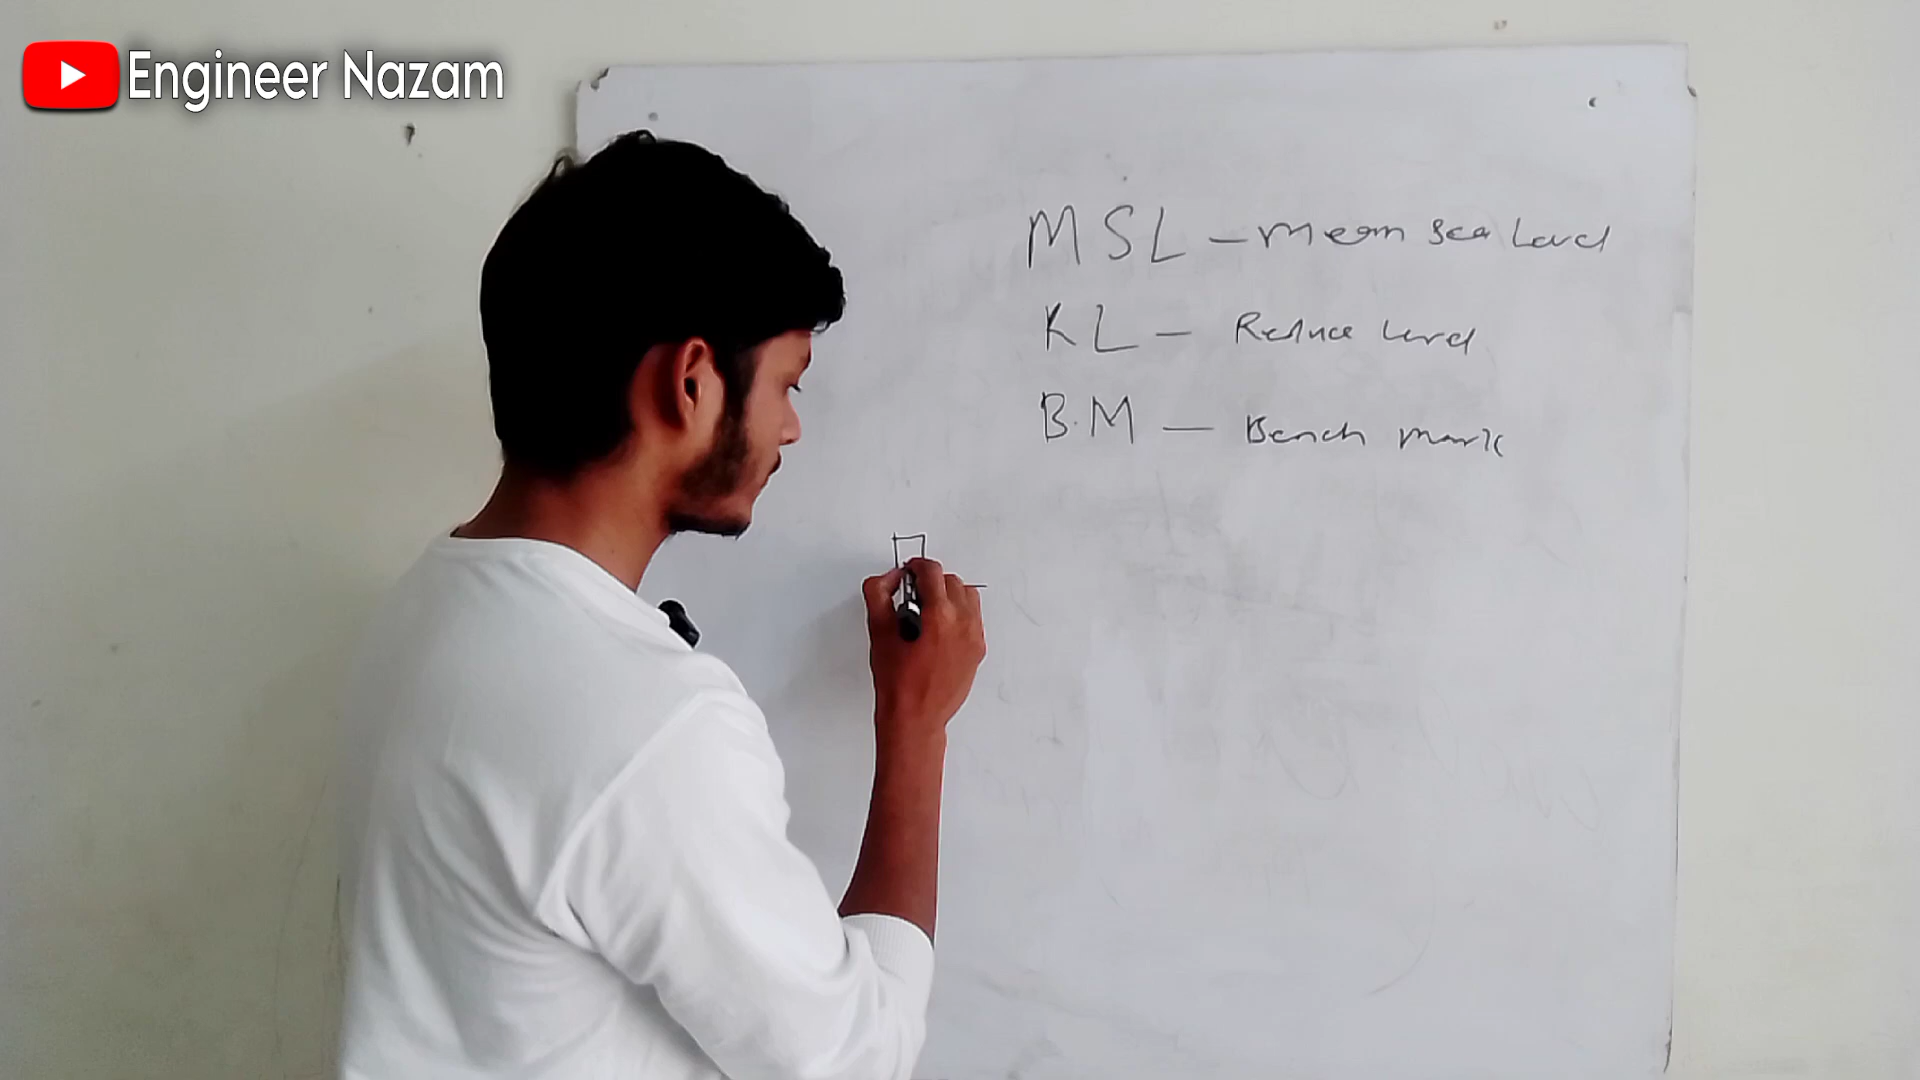 Engineer Nazam
MSL - Mean Sea Level
RL - Reduce Level
B.M - Bench mark